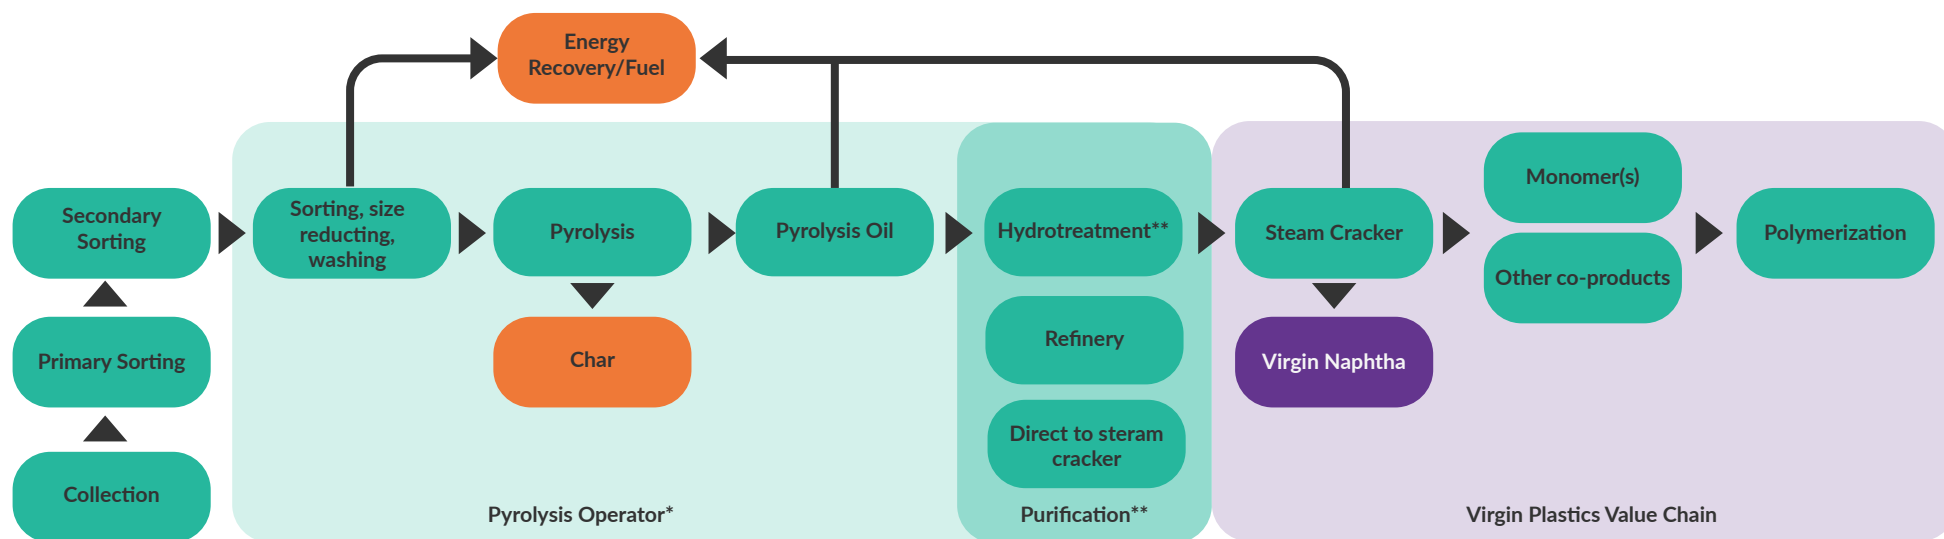 Energy
Recovery/Fuel
Secondary
Sorting
Sorting, size
reducting,
washing
Pyrolysis
Pyrolysis Oil
Hydrotreatment**
Steam Cracker
Monomer(s)
Other co-products
Polymerization
Primary Sorting
Char
Refinery
Virgin Naphtha
Direct to steram
cracker
Collection
Pyrolysis Operator*
Purification**
Virgin Plastics Value Chain